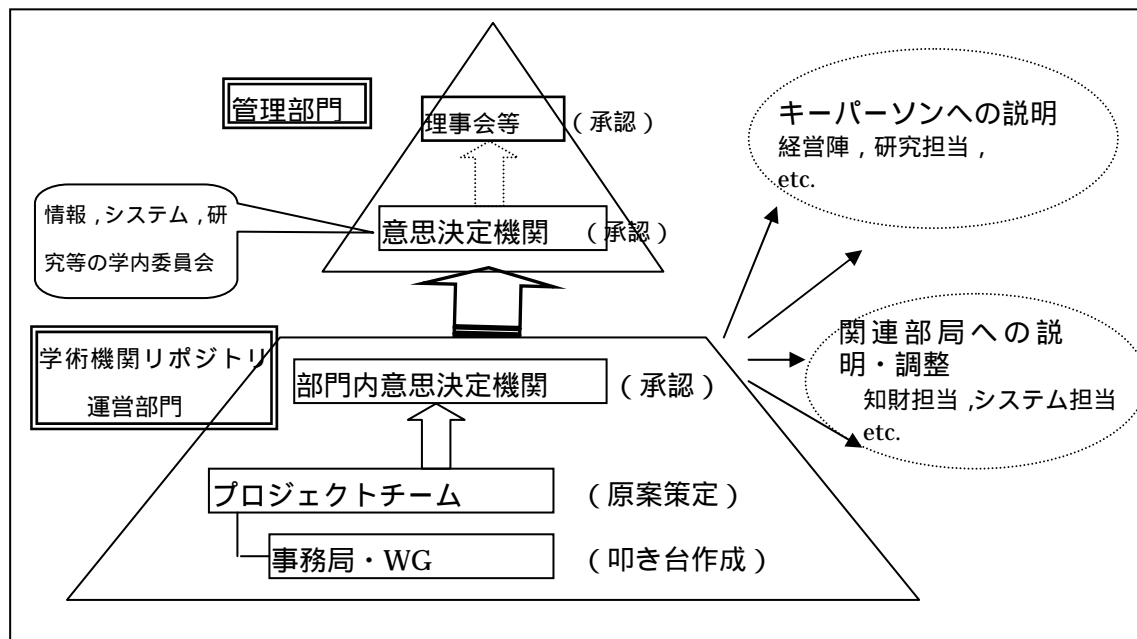 管理部門
理事会等 (承認)
キーパーソンへの説明
経営陣,研究担当,
etc.
情報,システム,研
究等の学内委員会
意思決定機関 (承認)
学術機関リポジトリ
運営部門
部門内意思決定機関 (承認)
関連部局への説
明・調整
知財担当,システム担当
etc.
プロジェクトチーム (原案策定)
事務局・WG (叩き台作成)